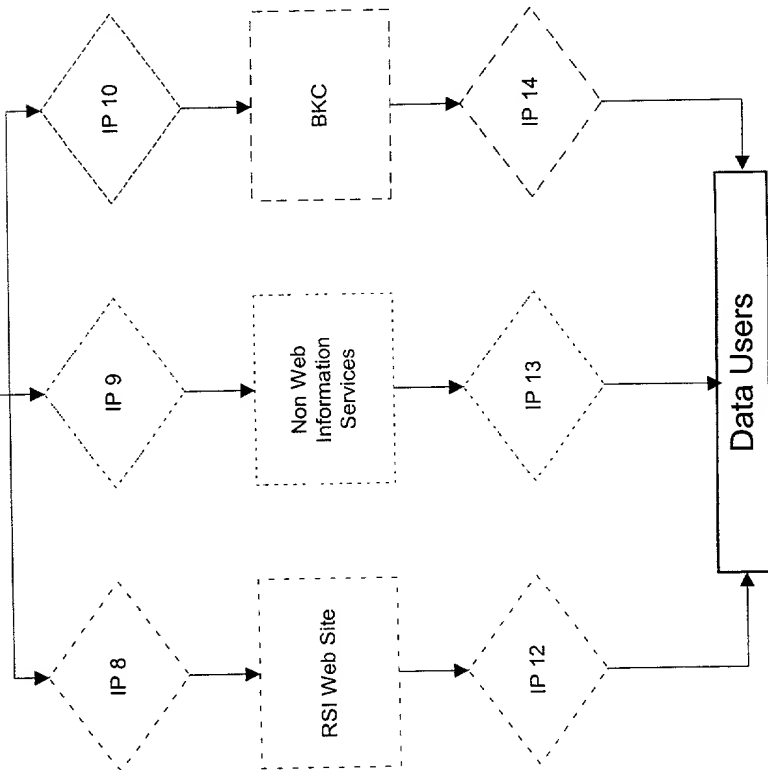 IP 8
IP 9
IP 10
RSI Web Site
Non Web
Information
Services
BKC
IP 12
IP 13
IP 14
Data Users